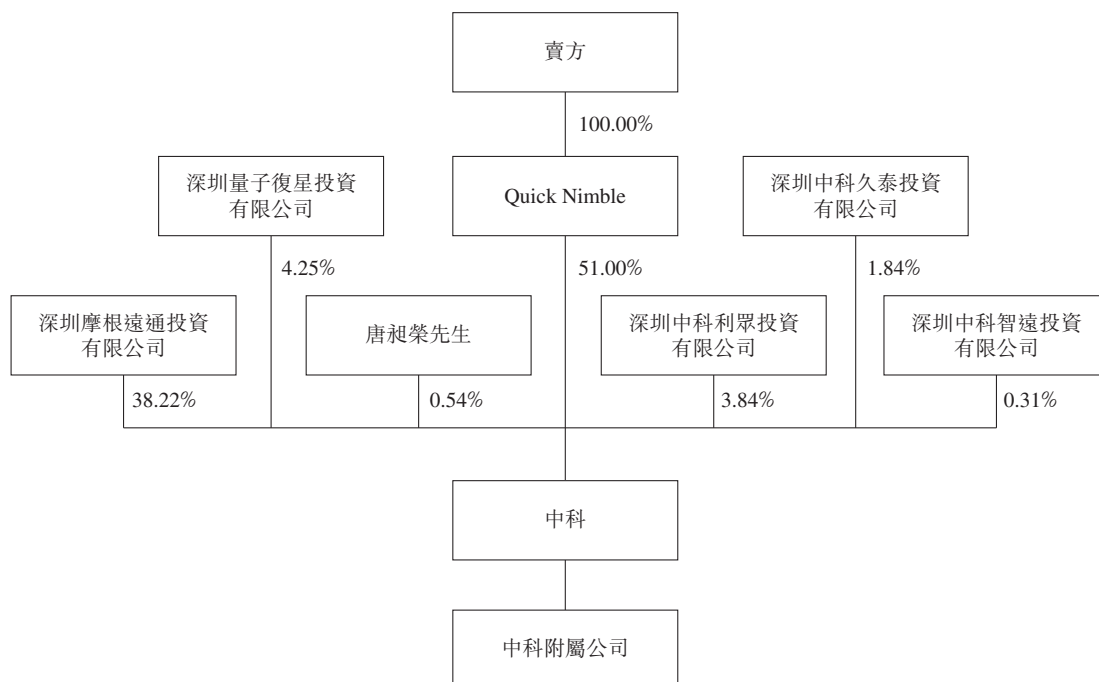 賣方
100.00%
深圳量子復星投資
有限公司
Quick Nimble
深圳中科久泰投資
有限公司
4.25%
51.00%
1.84%
深圳摩根遠通投資
有限公司
唐昶榮先生
深圳中科利眾投資
有限公司
深圳中科智遠投資
有限公司
38.22%
0.54%
3.84%
0.31%
中科
中科附屬公司